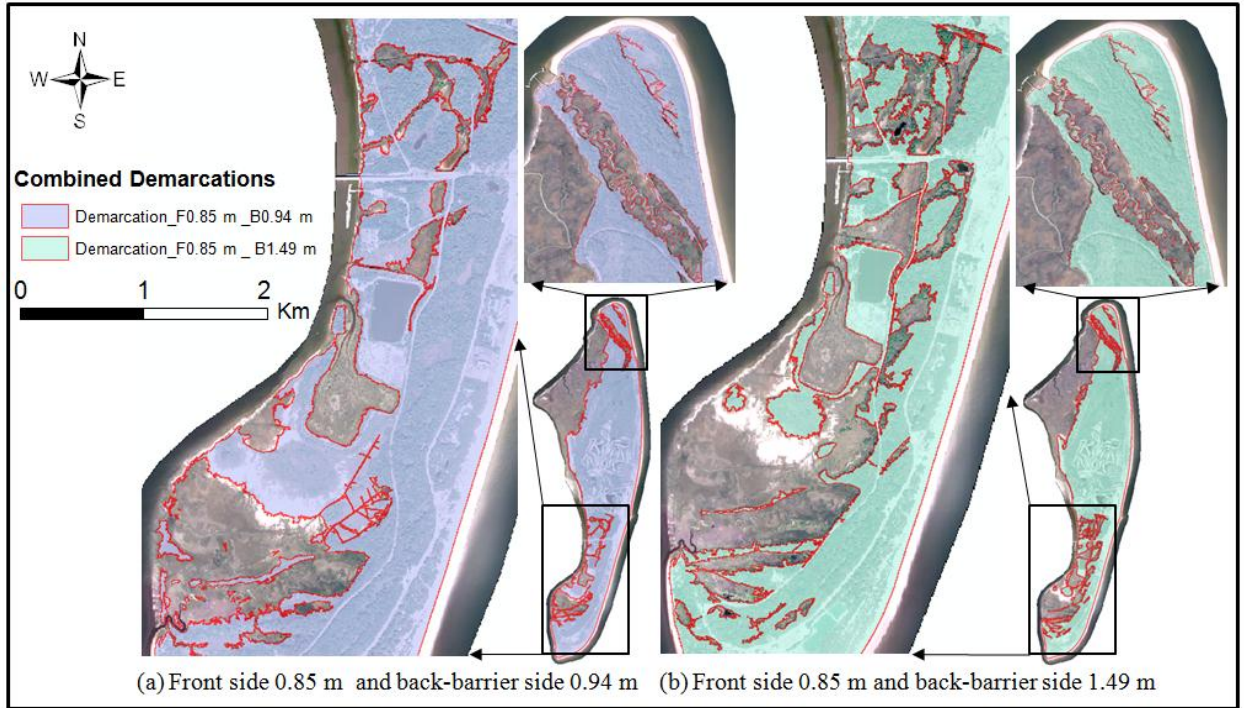 N
W E
S
Combined Demarcations
Demarcation_F0.85 m _B0.94 m
Demarcation_F0.85 m _ B1.49 m
0 1 2
Km
(a) Front side 0.85 m and back-barrier side 0.94 m
(b) Front side 0.85 m and back-barrier side 1.49 m